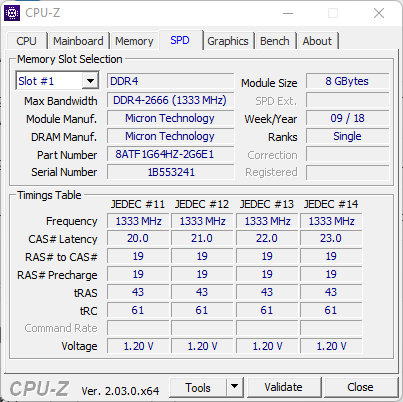 CPU-Z
CPU Mainboard Memory SPD Graphics Bench About
Memory Slot Selection
Slot #1 DDR4 Module Size 8 GBytes
Max Bandwidth DDR4-2666 (1333 MHz) SPD Ext.
Module Manuf. Micron Technology Week/Year 09 / 18
DRAM Manuf. Micron Technology Ranks Single
Part Number 8ATF1G64HZ-2G6E1 Correction
Serial Number 1B553241 Registered
Timings Table
JEDEC #11 JEDEC #12 JEDEC #13 JEDEC #14
Frequency 1333 MHz 1333 MHz 1333 MHz 1333 MHz
CAS# Latency 20.0 21.0 22.0 23.0
RAS# to CAS# 19 19 19 19
RAS# Precharge 19 19 19 19
tRAS 43 43 43 43
tRC 61 61 61 61
Command Rate
Voltage 1.20 V 1.20 V 1.20 V 1.20 V
CPU-Z Ver. 2.03.0.x64 Tools Validate Close